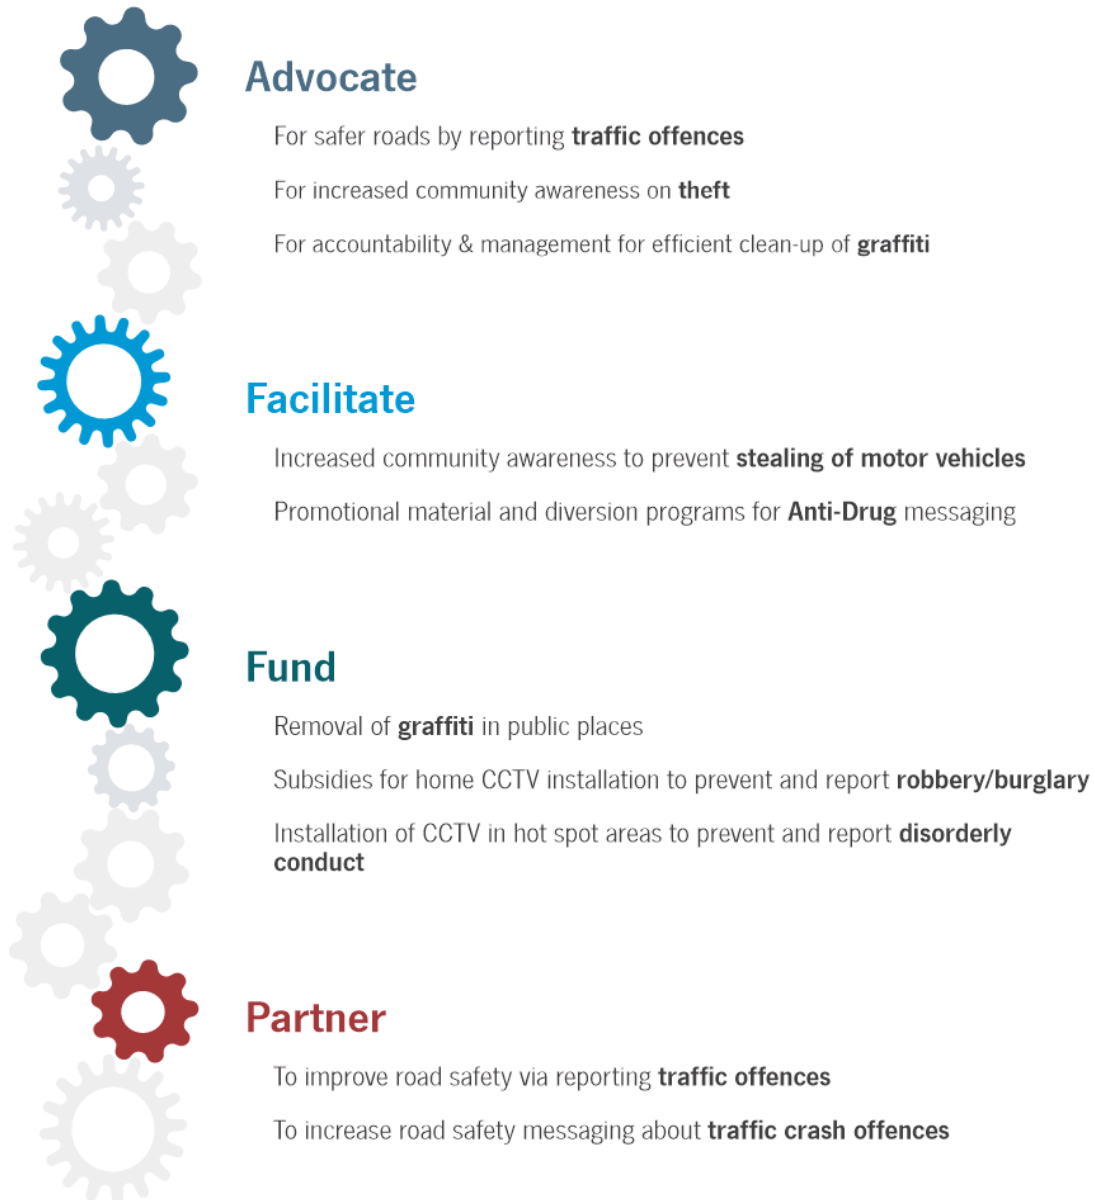 Advocate
For safer roads by reporting traffic offences
For increased community awareness on theft
For accountability & management for efficient clean-up of graffiti
Facilitate
Increased community awareness to prevent stealing of motor vehicles
Promotional material and diversion programs for Anti-Drug messaging
Fund
Removal of graffiti in public places
Subsidies for home CCTV installation to prevent and report robbery/burglary
Installation of CCTV in hot spot areas to prevent and report disorderly
conduct
Partner
To improve road safety via reporting traffic offences
To increase road safety messaging about traffic crash offences